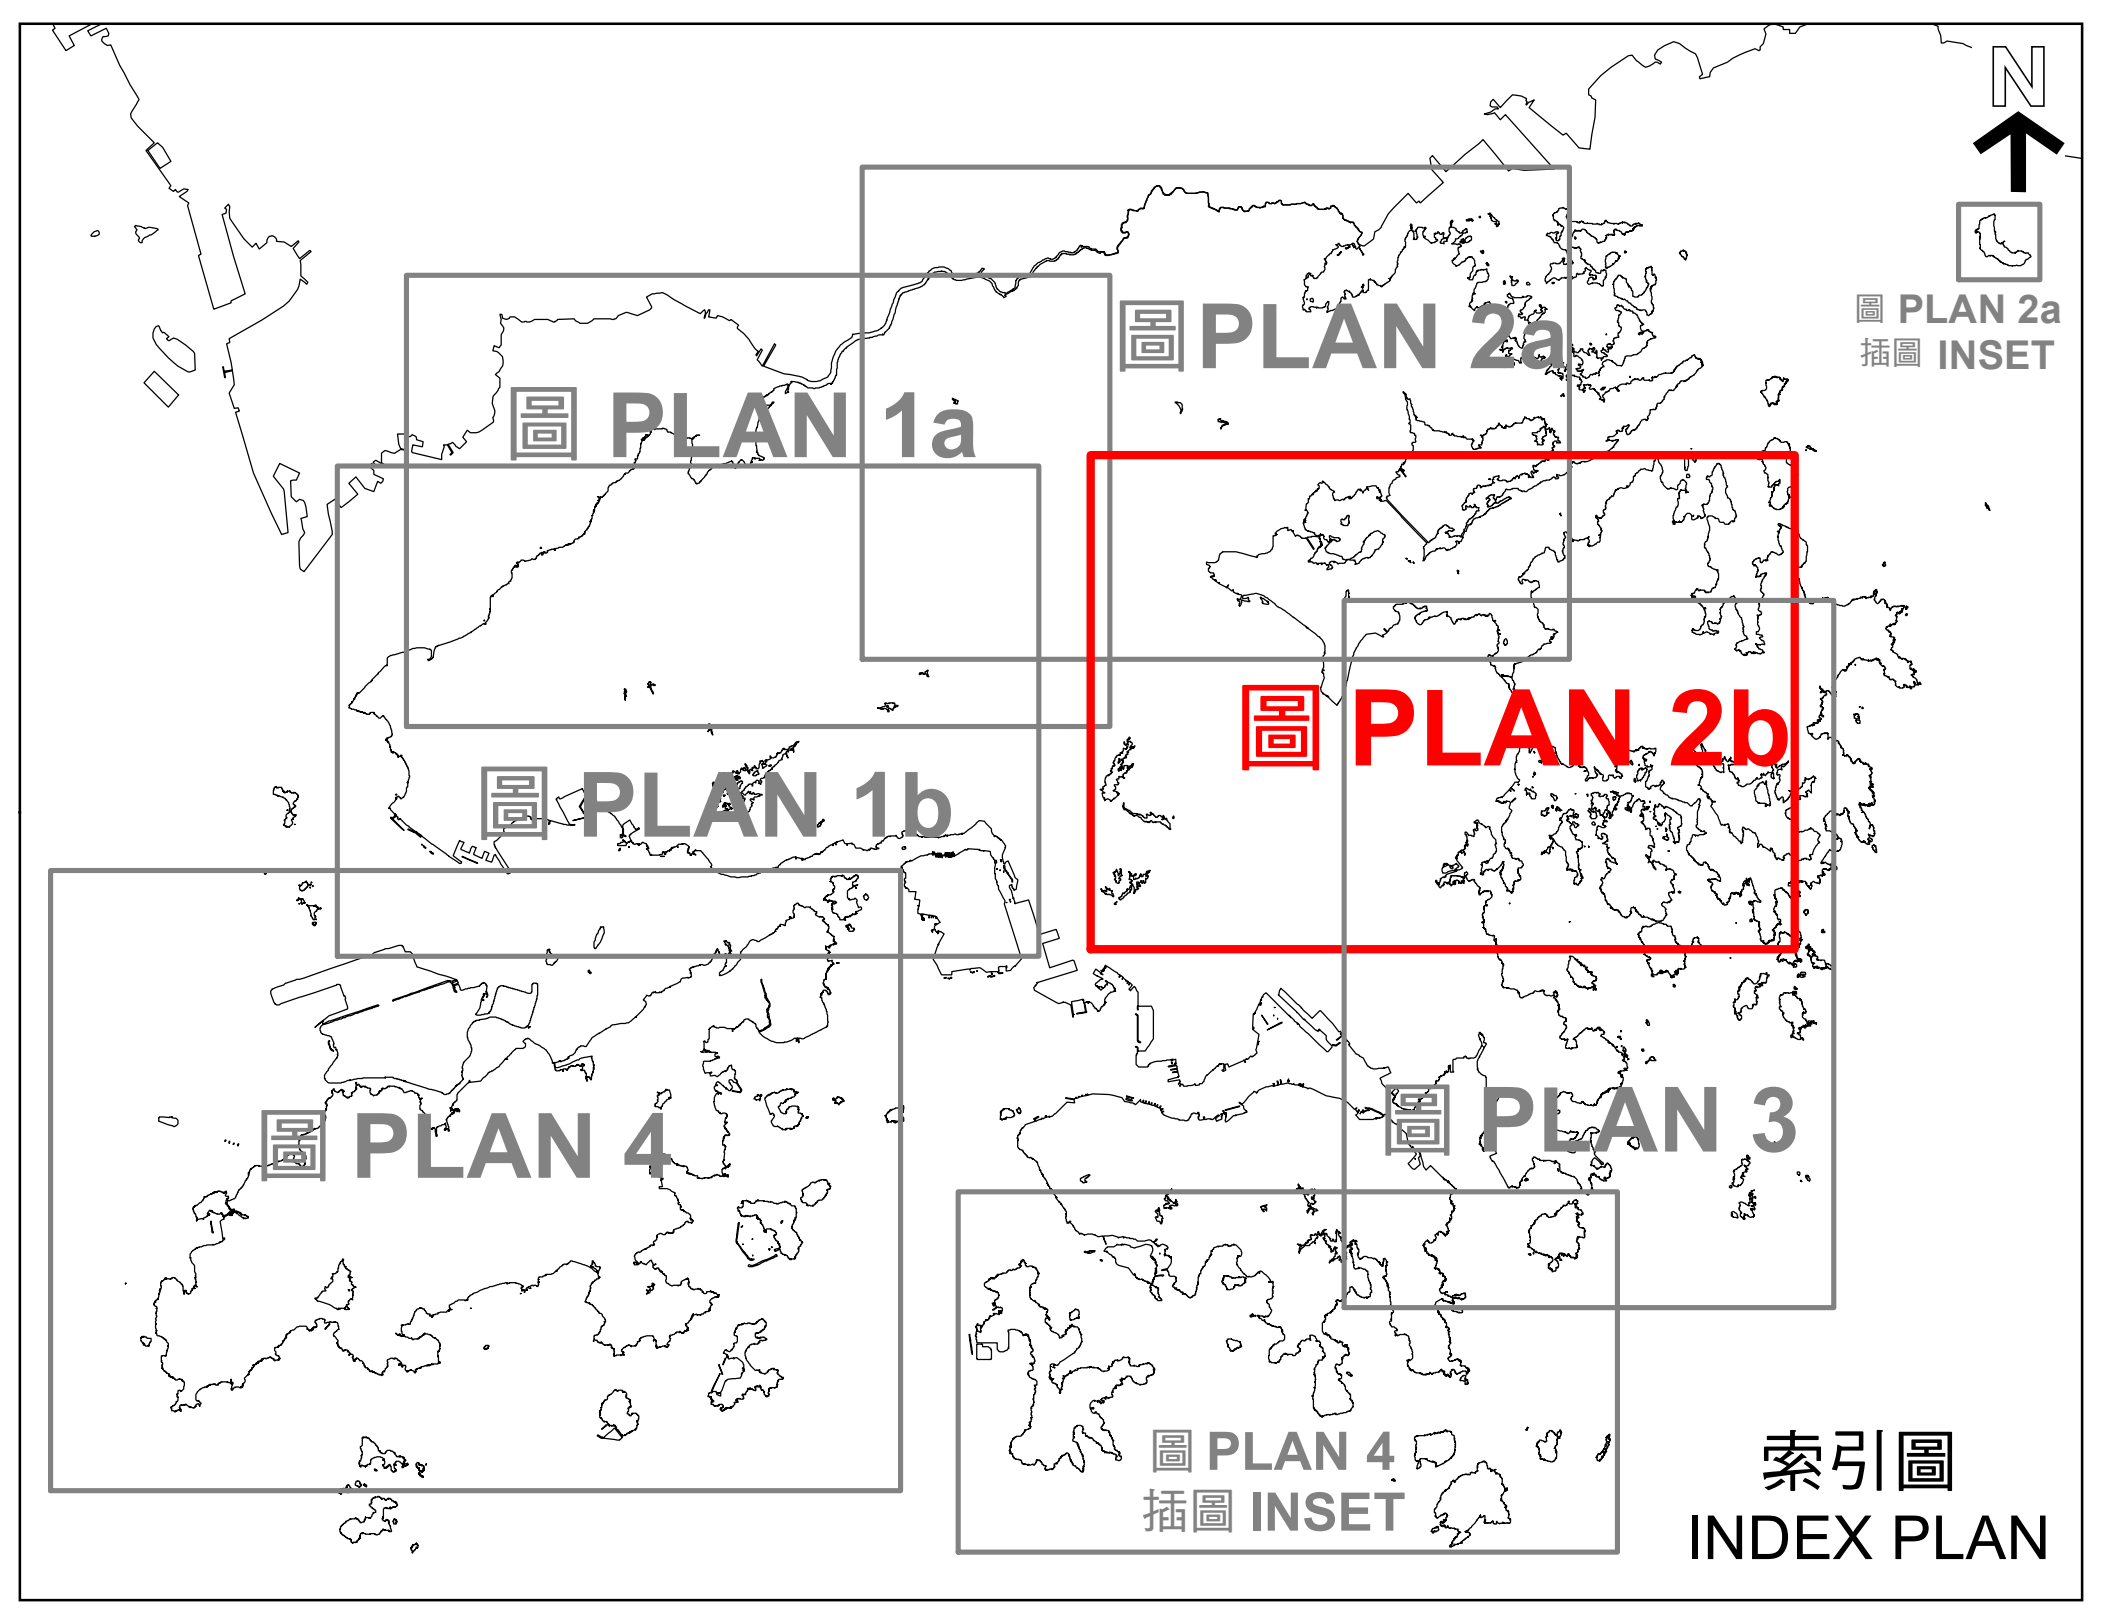 N
圖 PLAN 2a
插圖 INSET
圖 PLAN 2a
圖 PLAN 1a
圖 PLAN 2b
圖 PLAN 1b
圖 PLAN 3
圖 PLAN 4
圖 PLAN 4
插圖 INSET
索引圖
INDEX PLAN